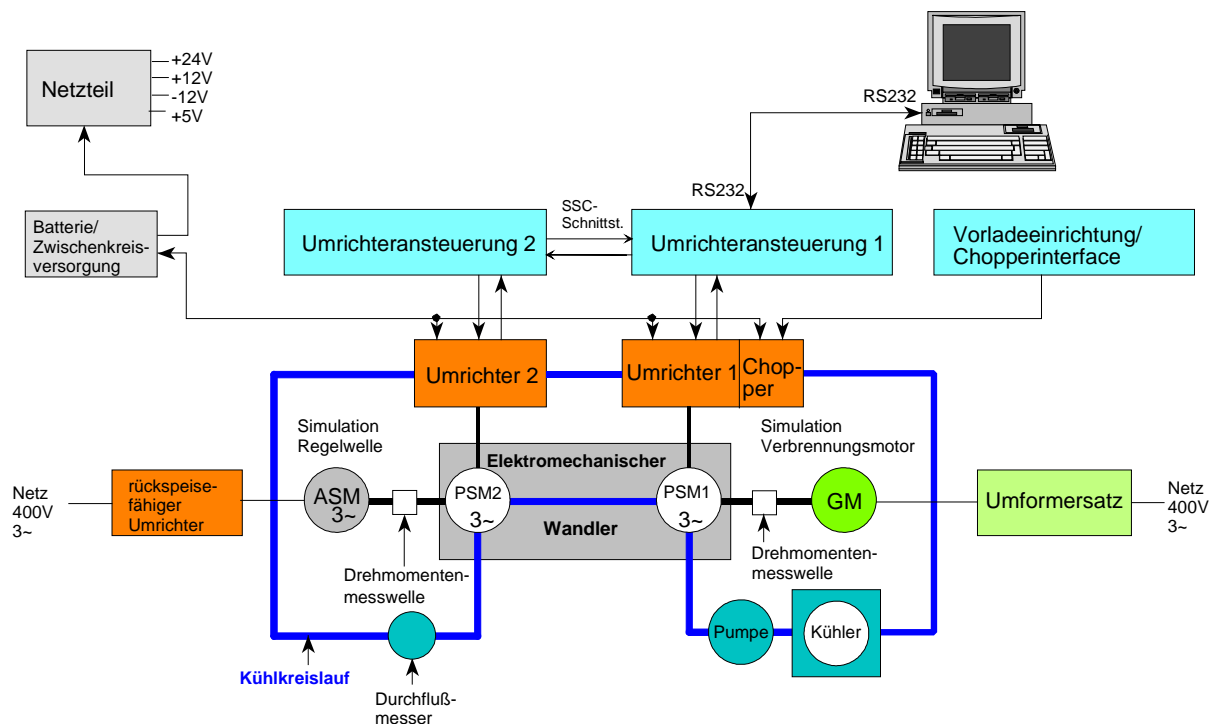 Netzteil
+24V
+12V
-12V
+5V
RS232
RS232
Batterie/
Zwischenkreis-
versorgung
Umrichteransteuerung 2
SSC-
Schnittst.
Umrichteransteuerung 1
Vorladeeinrichtung/
Chopperinterface
Umrichter 2
Umrichter 1
Chop-
per
Simulation
Regelwelle
Simulation
Verbrennungsmotor
Elektromechanischer
Wandler
Netz
400V
3~
rückspeise-
fähiger
Umrichter
ASM
3~
PSM2
3~
PSM1
3~
GM
Umformersatz
Netz
400V
3~
Drehmomenten-
messwelle
Drehmomenten-
messwelle
Pumpe
Kühler
Kühlkreislauf
Durchfluß
-
messer